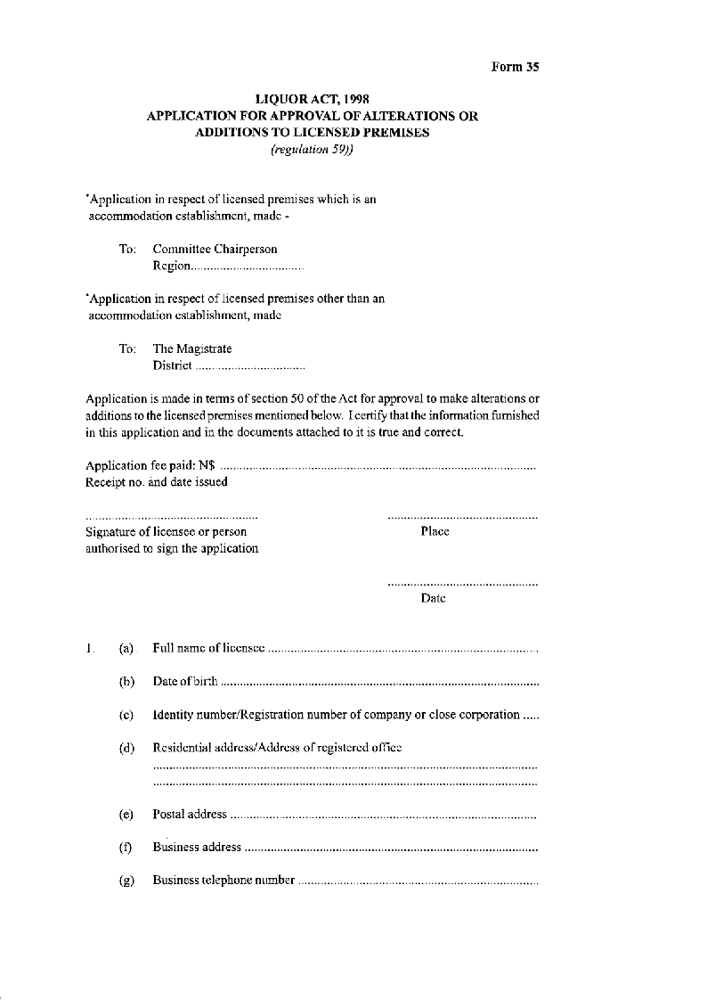 Form 35
LIQUOR ACT, 1998
APPLICATION FOR APPROVAL OF ALTERATIONS OR
ADDITIONS TO LICENSED PREMISES
(regulation 59))
*Application in respect of licensed premises which is an
accommodation establishment, made -
To: Committee Chairperson
Region...................................
*Application in respect of licensed premises other than an
accommodation establishment, made
To: The Magistrate
District ..................................
Application is made in terms of section 50 of the Act for approval to make alterations or
additions to the licensed premises mentioned below. I certify that the information furnished
in this application and in the documents attached to it is true and correct.
Application fee paid: N$ .................................................................................................
Receipt no. and date issued
..................................................... ..............................................
Signature of licensee or person Place
authorised to sign the application
..............................................
Date
1. (a) Full name of licensee ...................................................................................
(b) Date of birth ..................................................................................................
(c) Identity number/Registration number of company or close corporation .....
(d) Residential address/Address of registered office
......................................................................................................................
......................................................................................................................
(e) Postal address ..............................................................................................
(f) Business address ..........................................................................................
(g) Business telephone number ..........................................................................